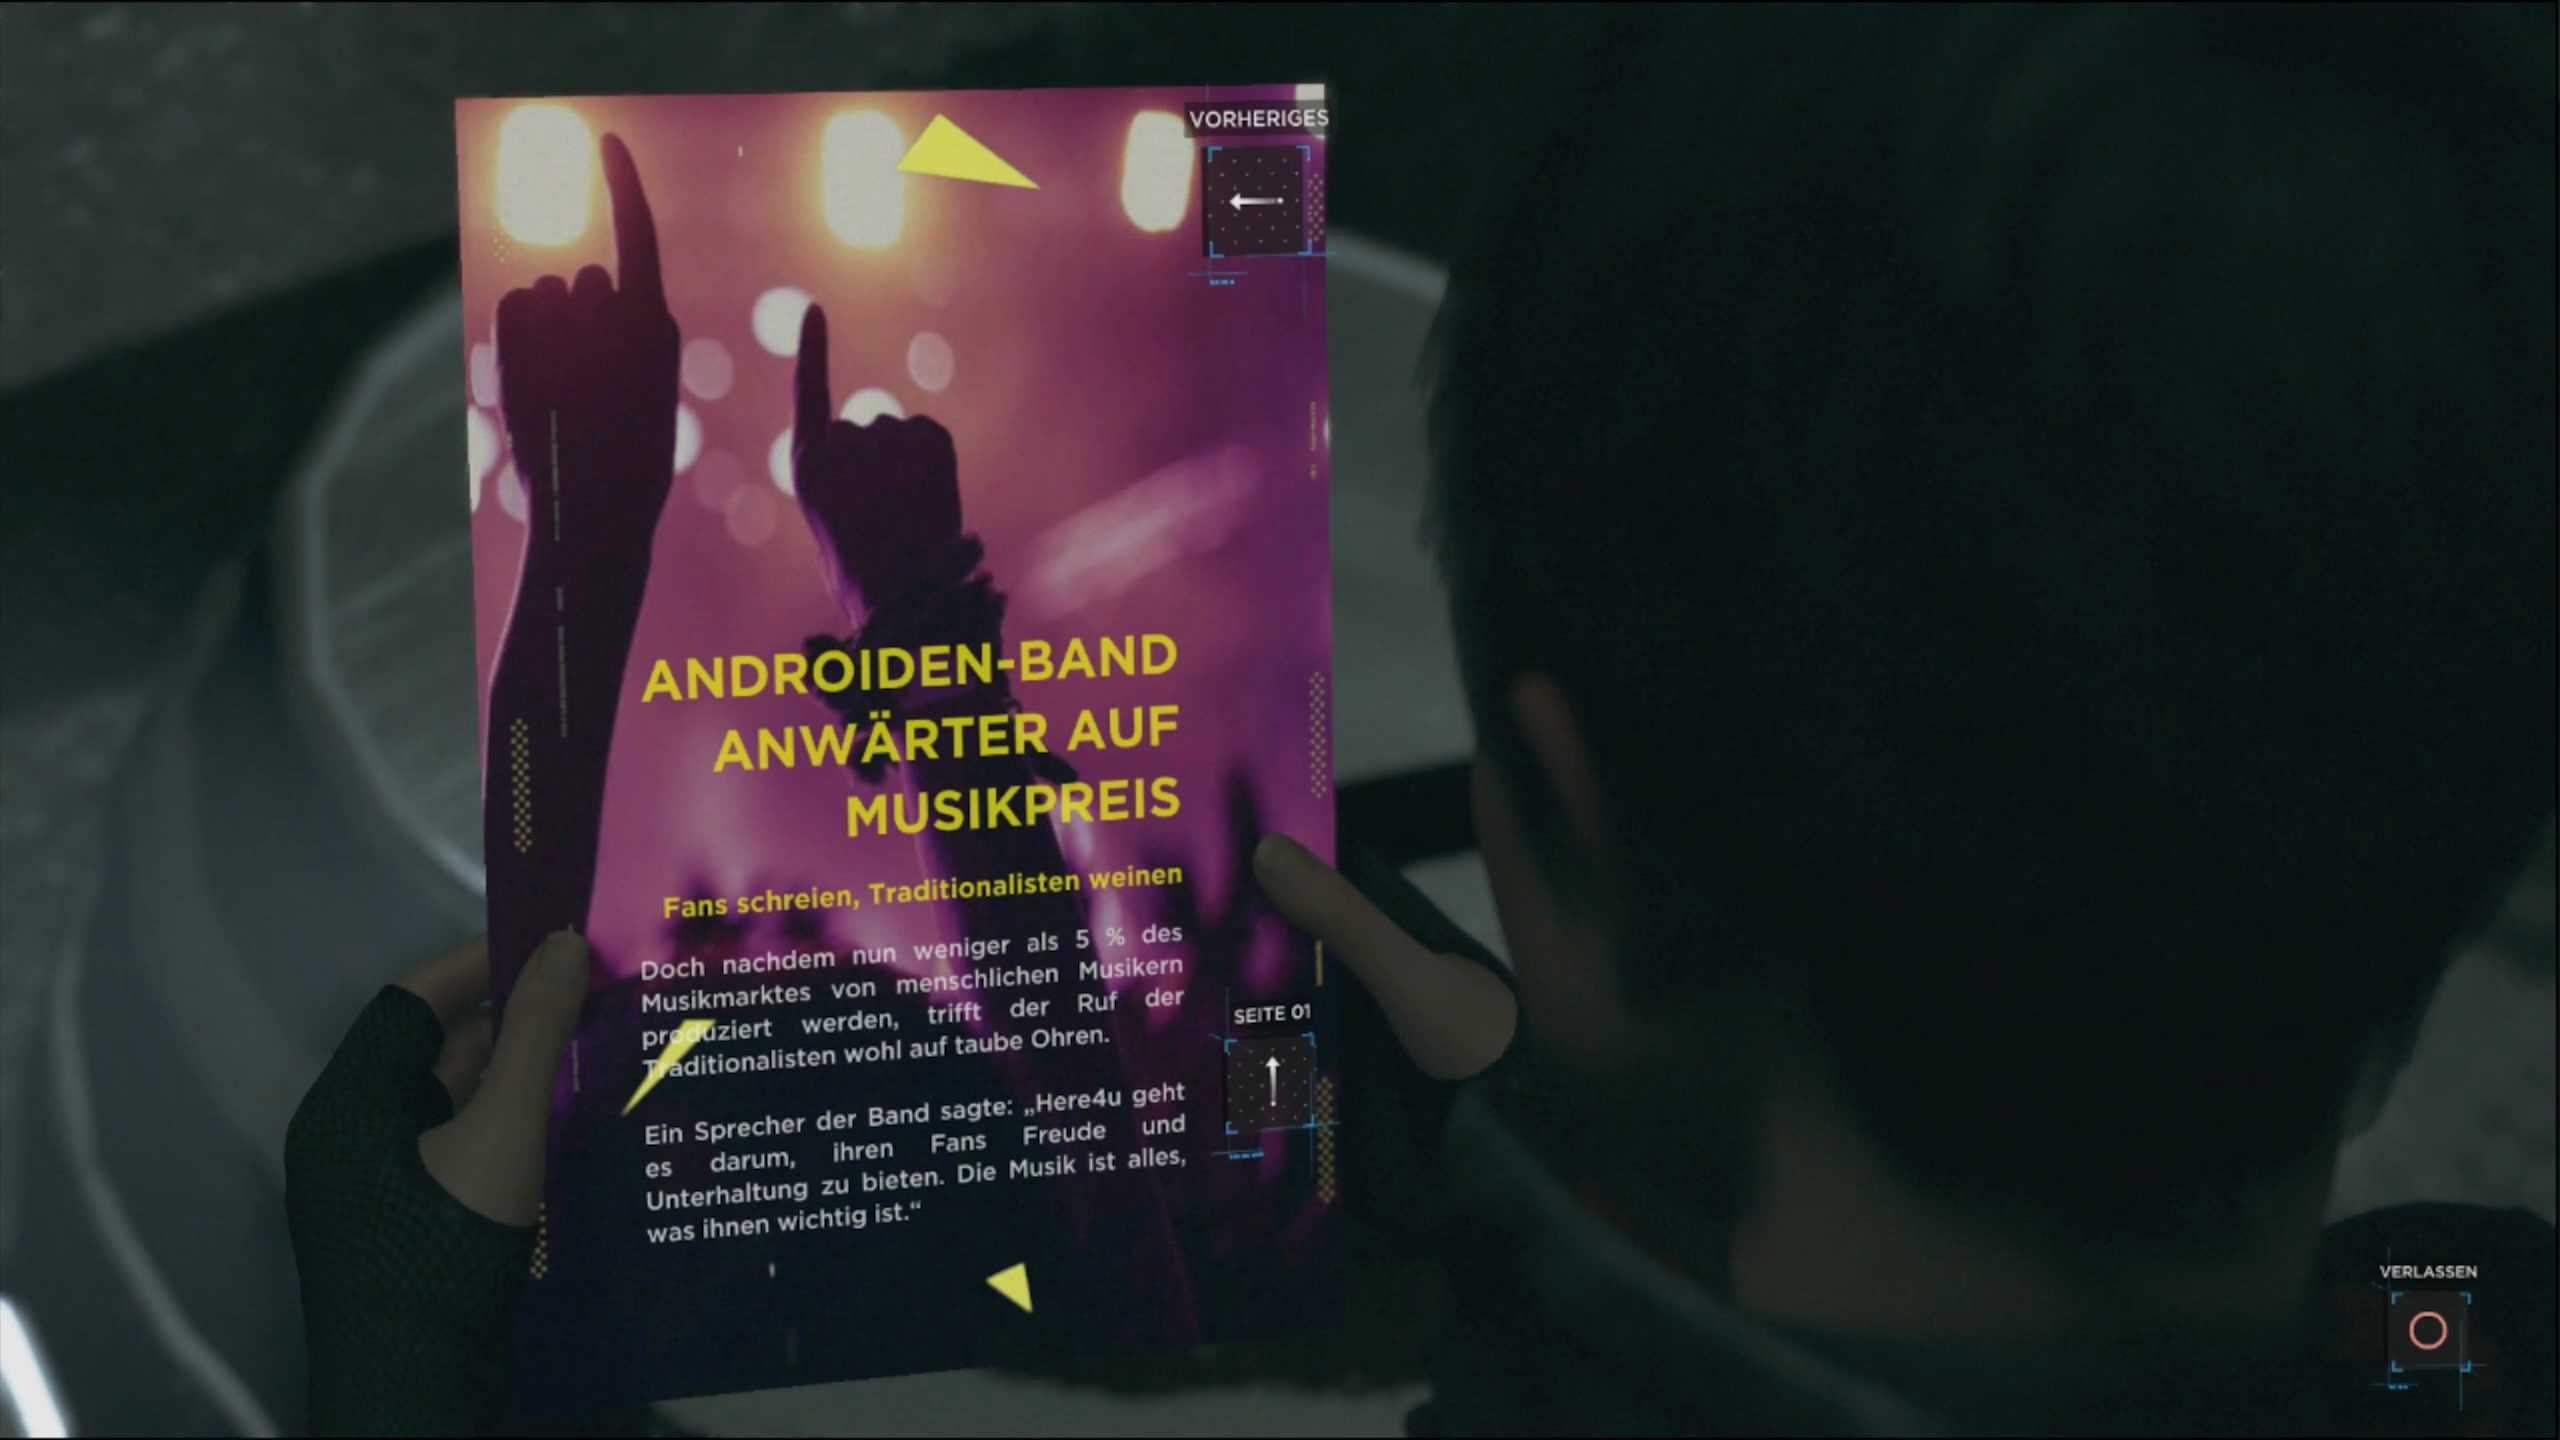 VORHERIGES
ANDROIDEN-BAND
ANWÄRTER AUF
MUSIKPREIS
Fans schreien, Traditionalisten weinen
Doch nachdem nun weniger als 5 % des
Musikmarktes von menschlichen Musikern
produziert werden, trifft der Ruf der
Traditionalisten wohl auf taube Ohren.
Ein Sprecher der Band sagte: „Here4u geht
es darum, ihren Fans Freude und
Unterhaltung zu bieten. Die Musik ist alles,
was ihnen wichtig ist.“
SEITE 01
VERLASSEN